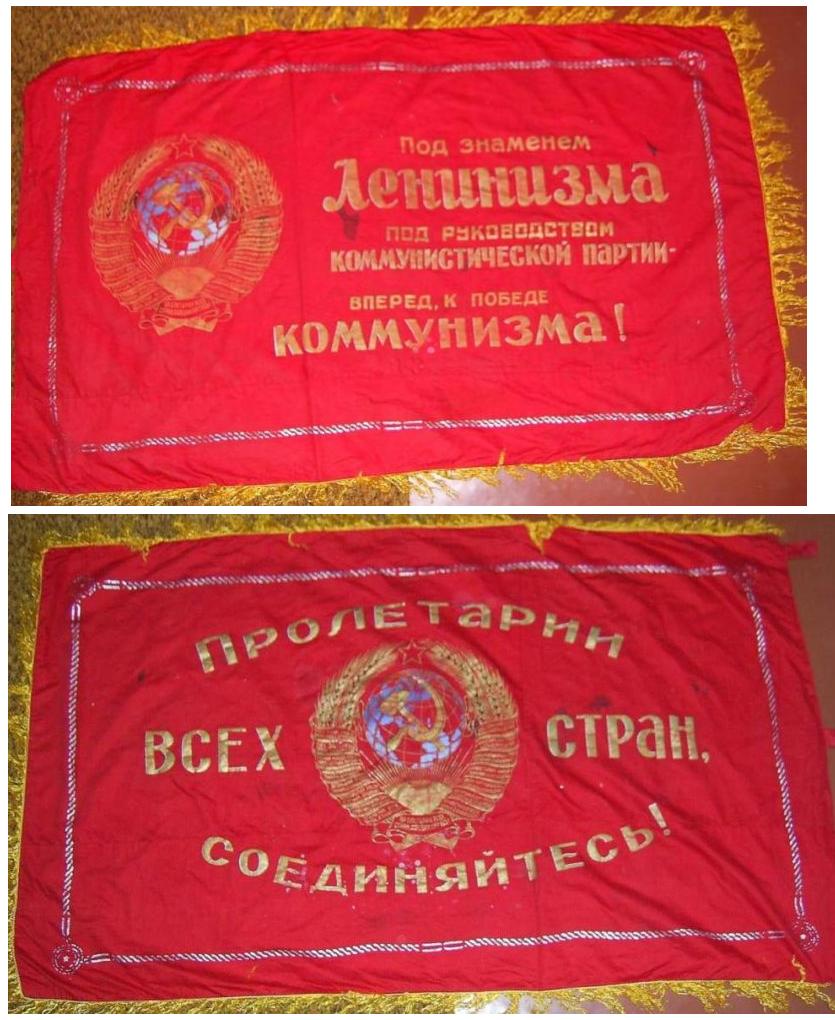 Под знаменем
Ленинизма
под руководством
коммунистической партии-
вперед, к победе
коммунизма!
Пролетарии
всех
стран,
соединяйтесь!